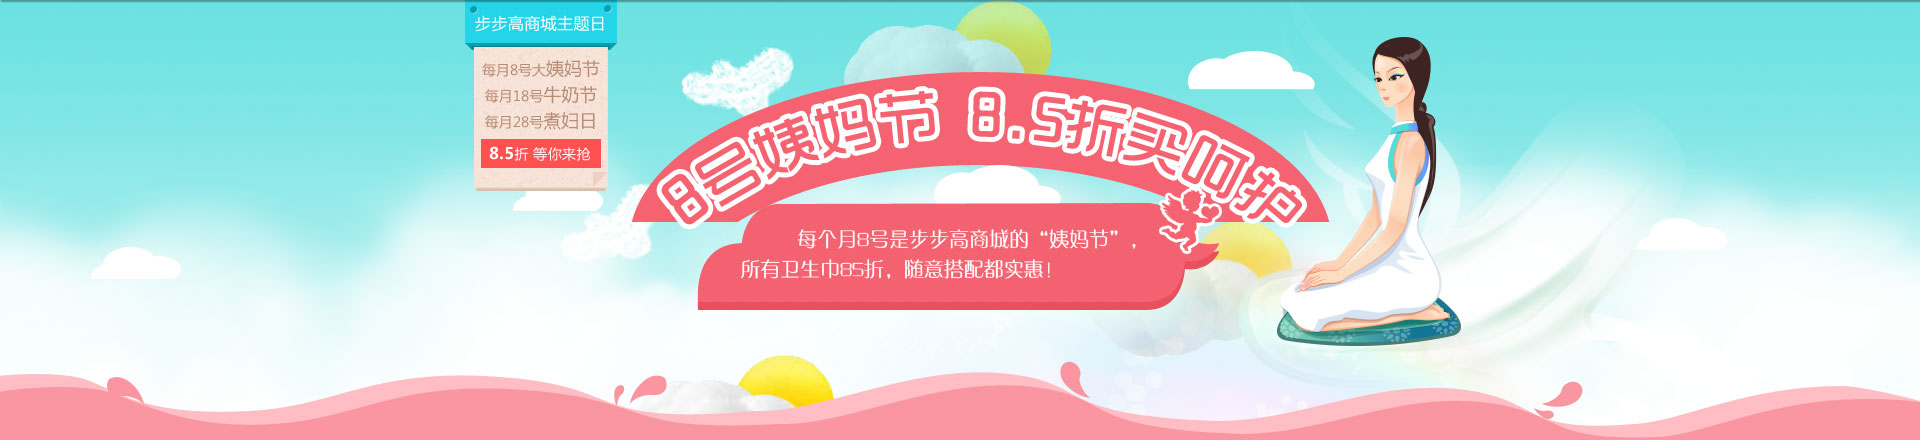 步步高商城主题日
每月8号大姨妈节
每月18号牛奶节
每月28号煮妇日
8.5折 等你来抢
8号姨妈节 8.5折买呵护
每个月8号是步步高商城的“姨妈节”，
所有卫生巾85折，随意搭配都实惠！